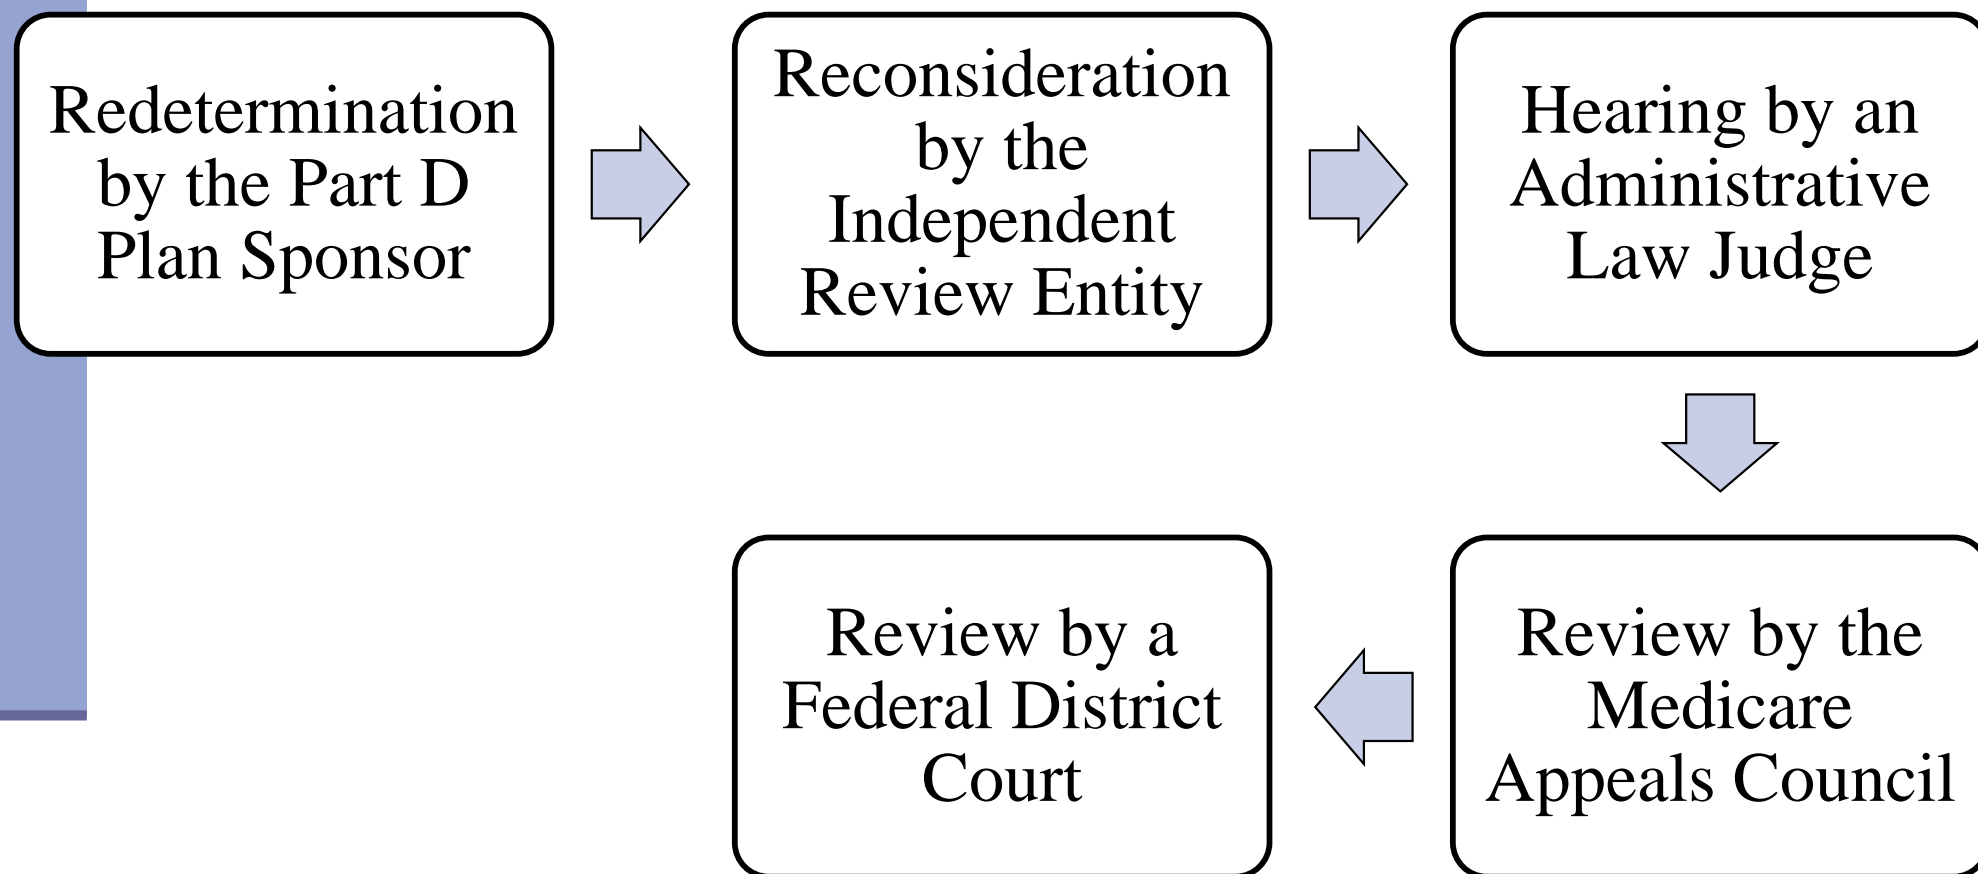 Redetermination
by the Part D
Plan Sponsor
Reconsideration
by the
Independent
Review Entity
Hearing by an
Administrative
Law Judge
Review by the
Medicare
Appeals Council
Review by a
Federal District
Court